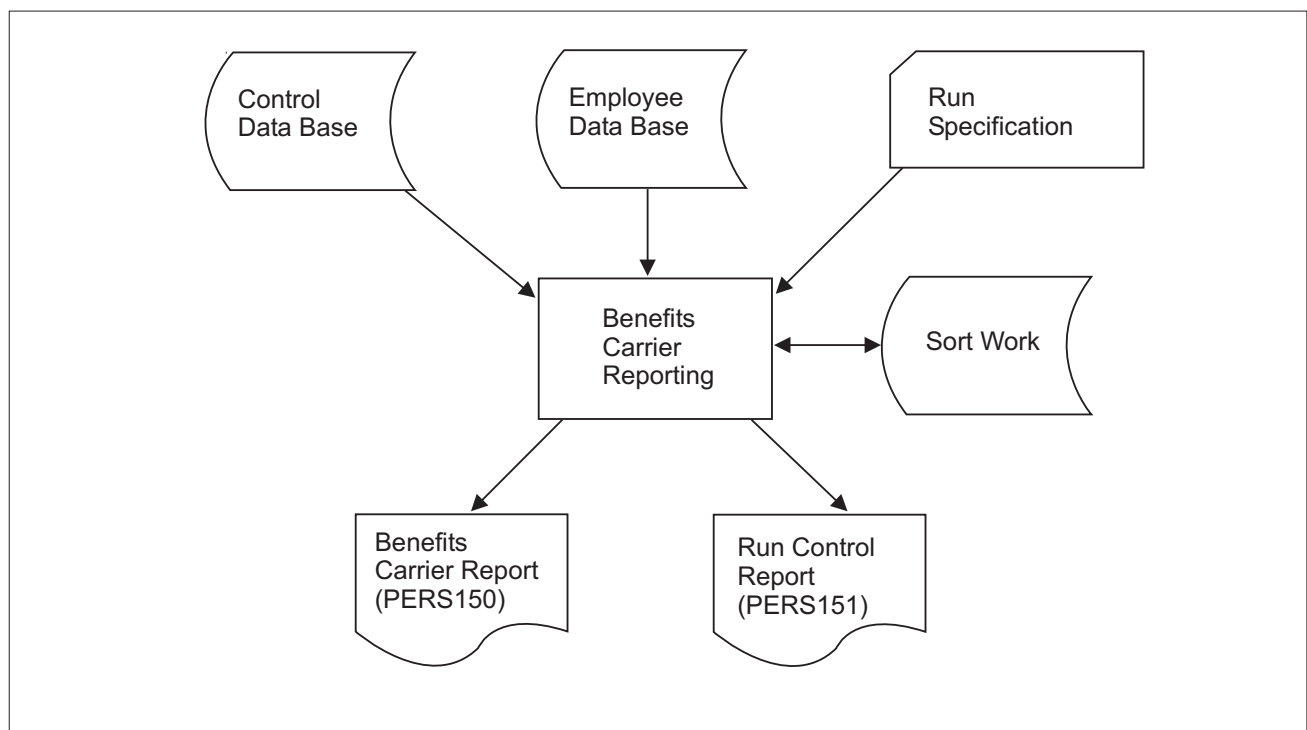 Control
Data Base
Employee
Data Base
Run
Specification
Benefits
Carrier
Reporting
Sort Work
Benefits
Carrier Report
(PERS150)
Run Control
Report
(PERS151)